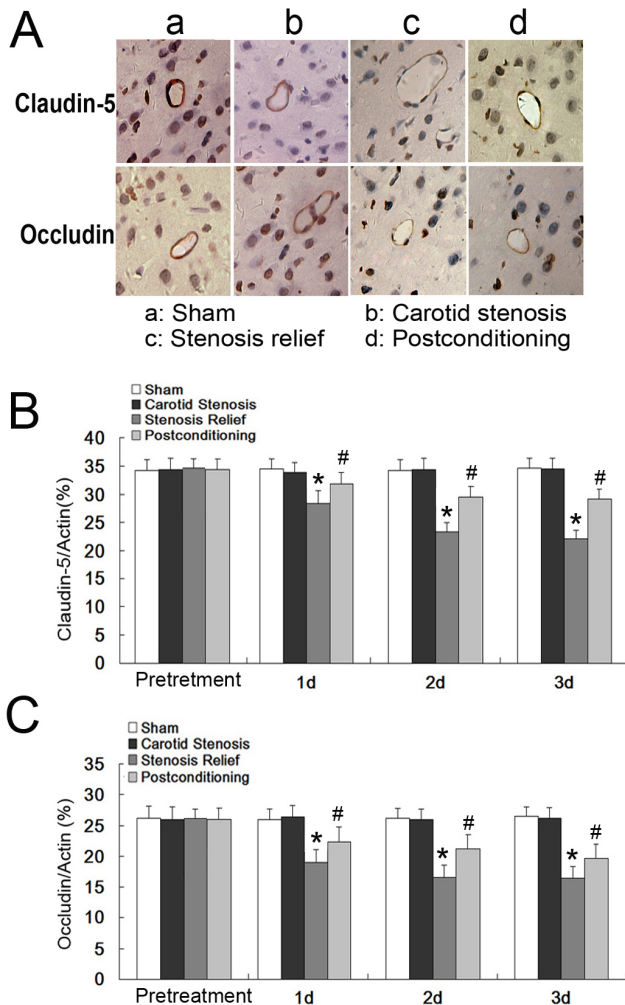 A
a b c d
Claudin-5
Occludin
a: Sham b: Carotid stenosis
c: Stenosis relief d: Postconditioning
B
Sham
Carotid Stenosis
Stenosis Relief
Postconditioning
Claudin-5/Actin(%)
40
35
30
25
20
15
10
5
0
* #
* #
* #
Pretretment 1d 2d 3d
C
Sham
Carotid Stenosis
Stenosis Relief
Postconditioning
Occludin/Actin (%)
35
30
25
20
15
10
5
0
* #
* #
* #
Pretreatment 1d 2d 3d